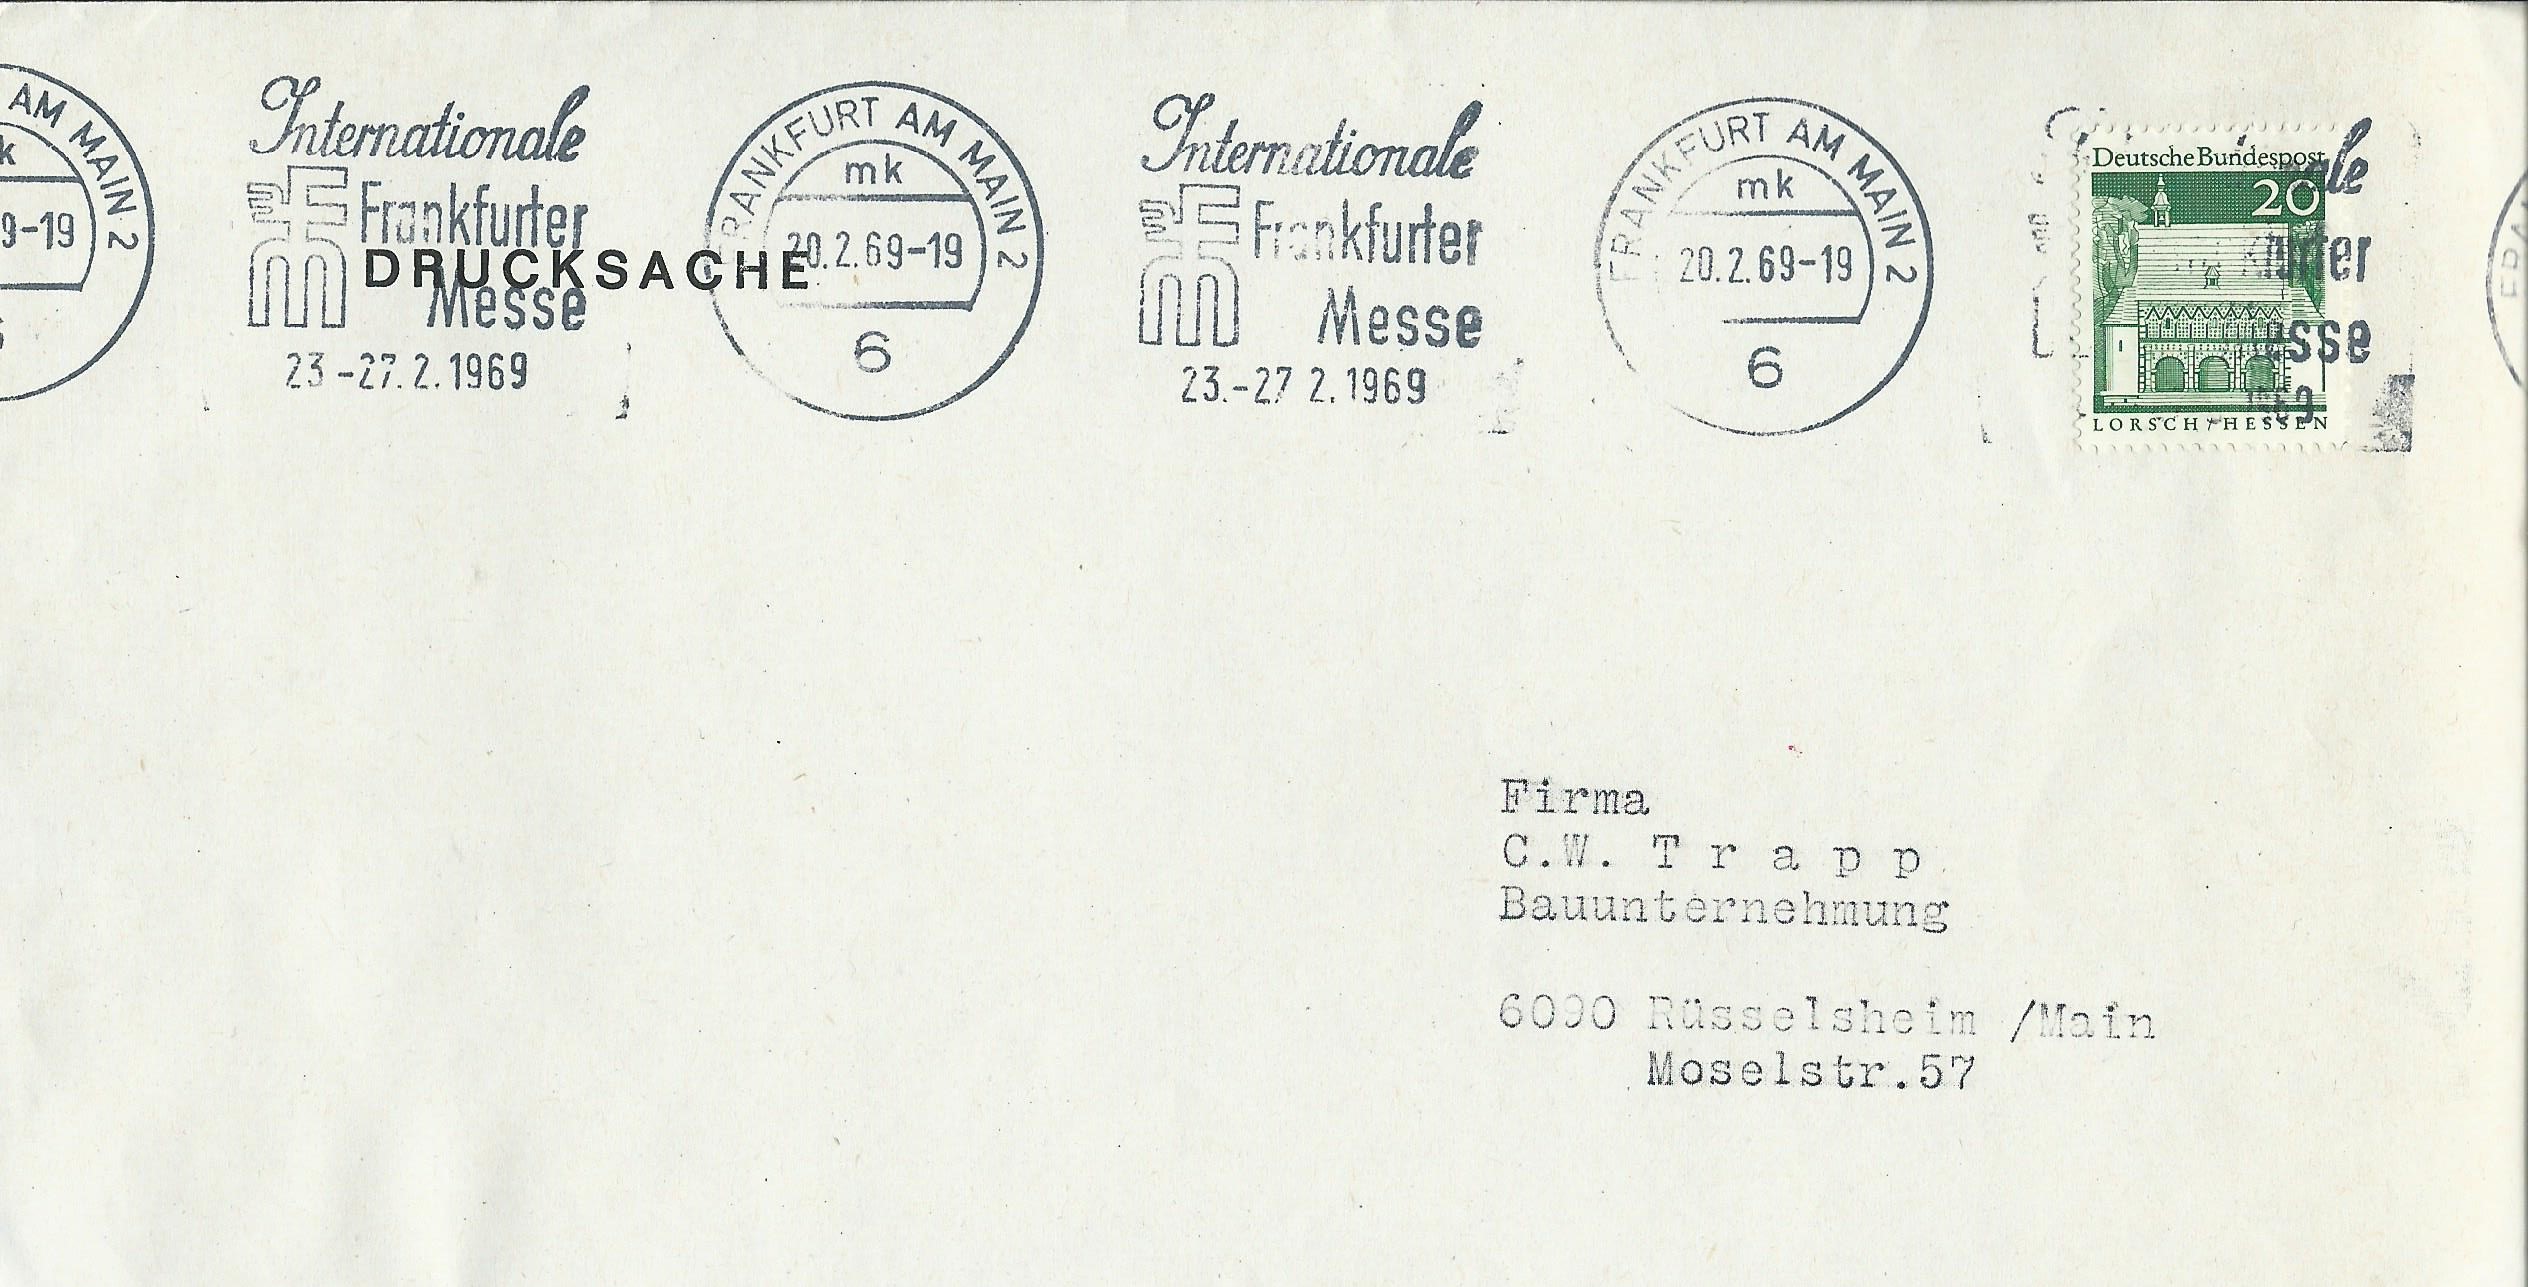 AM MAIN 2
9-19
Internationale
Frankfurter
Messe
23-27.2.1969
DRUCKSACHE
FRANKFURT AM MAIN 2
mk
20.2.69-19
6
Internationale
Frankfurter
Messe
23.-27 2.1969
FRANKFURT AM MAIN 2
mk
20.2.69-19
6
Deutsche Bundespost
20
LORSCH/HESSEN
Firma
C.W. T r a p p
Bauunternehmung
6090 Rüsselsheim /Main
Moselstr.57